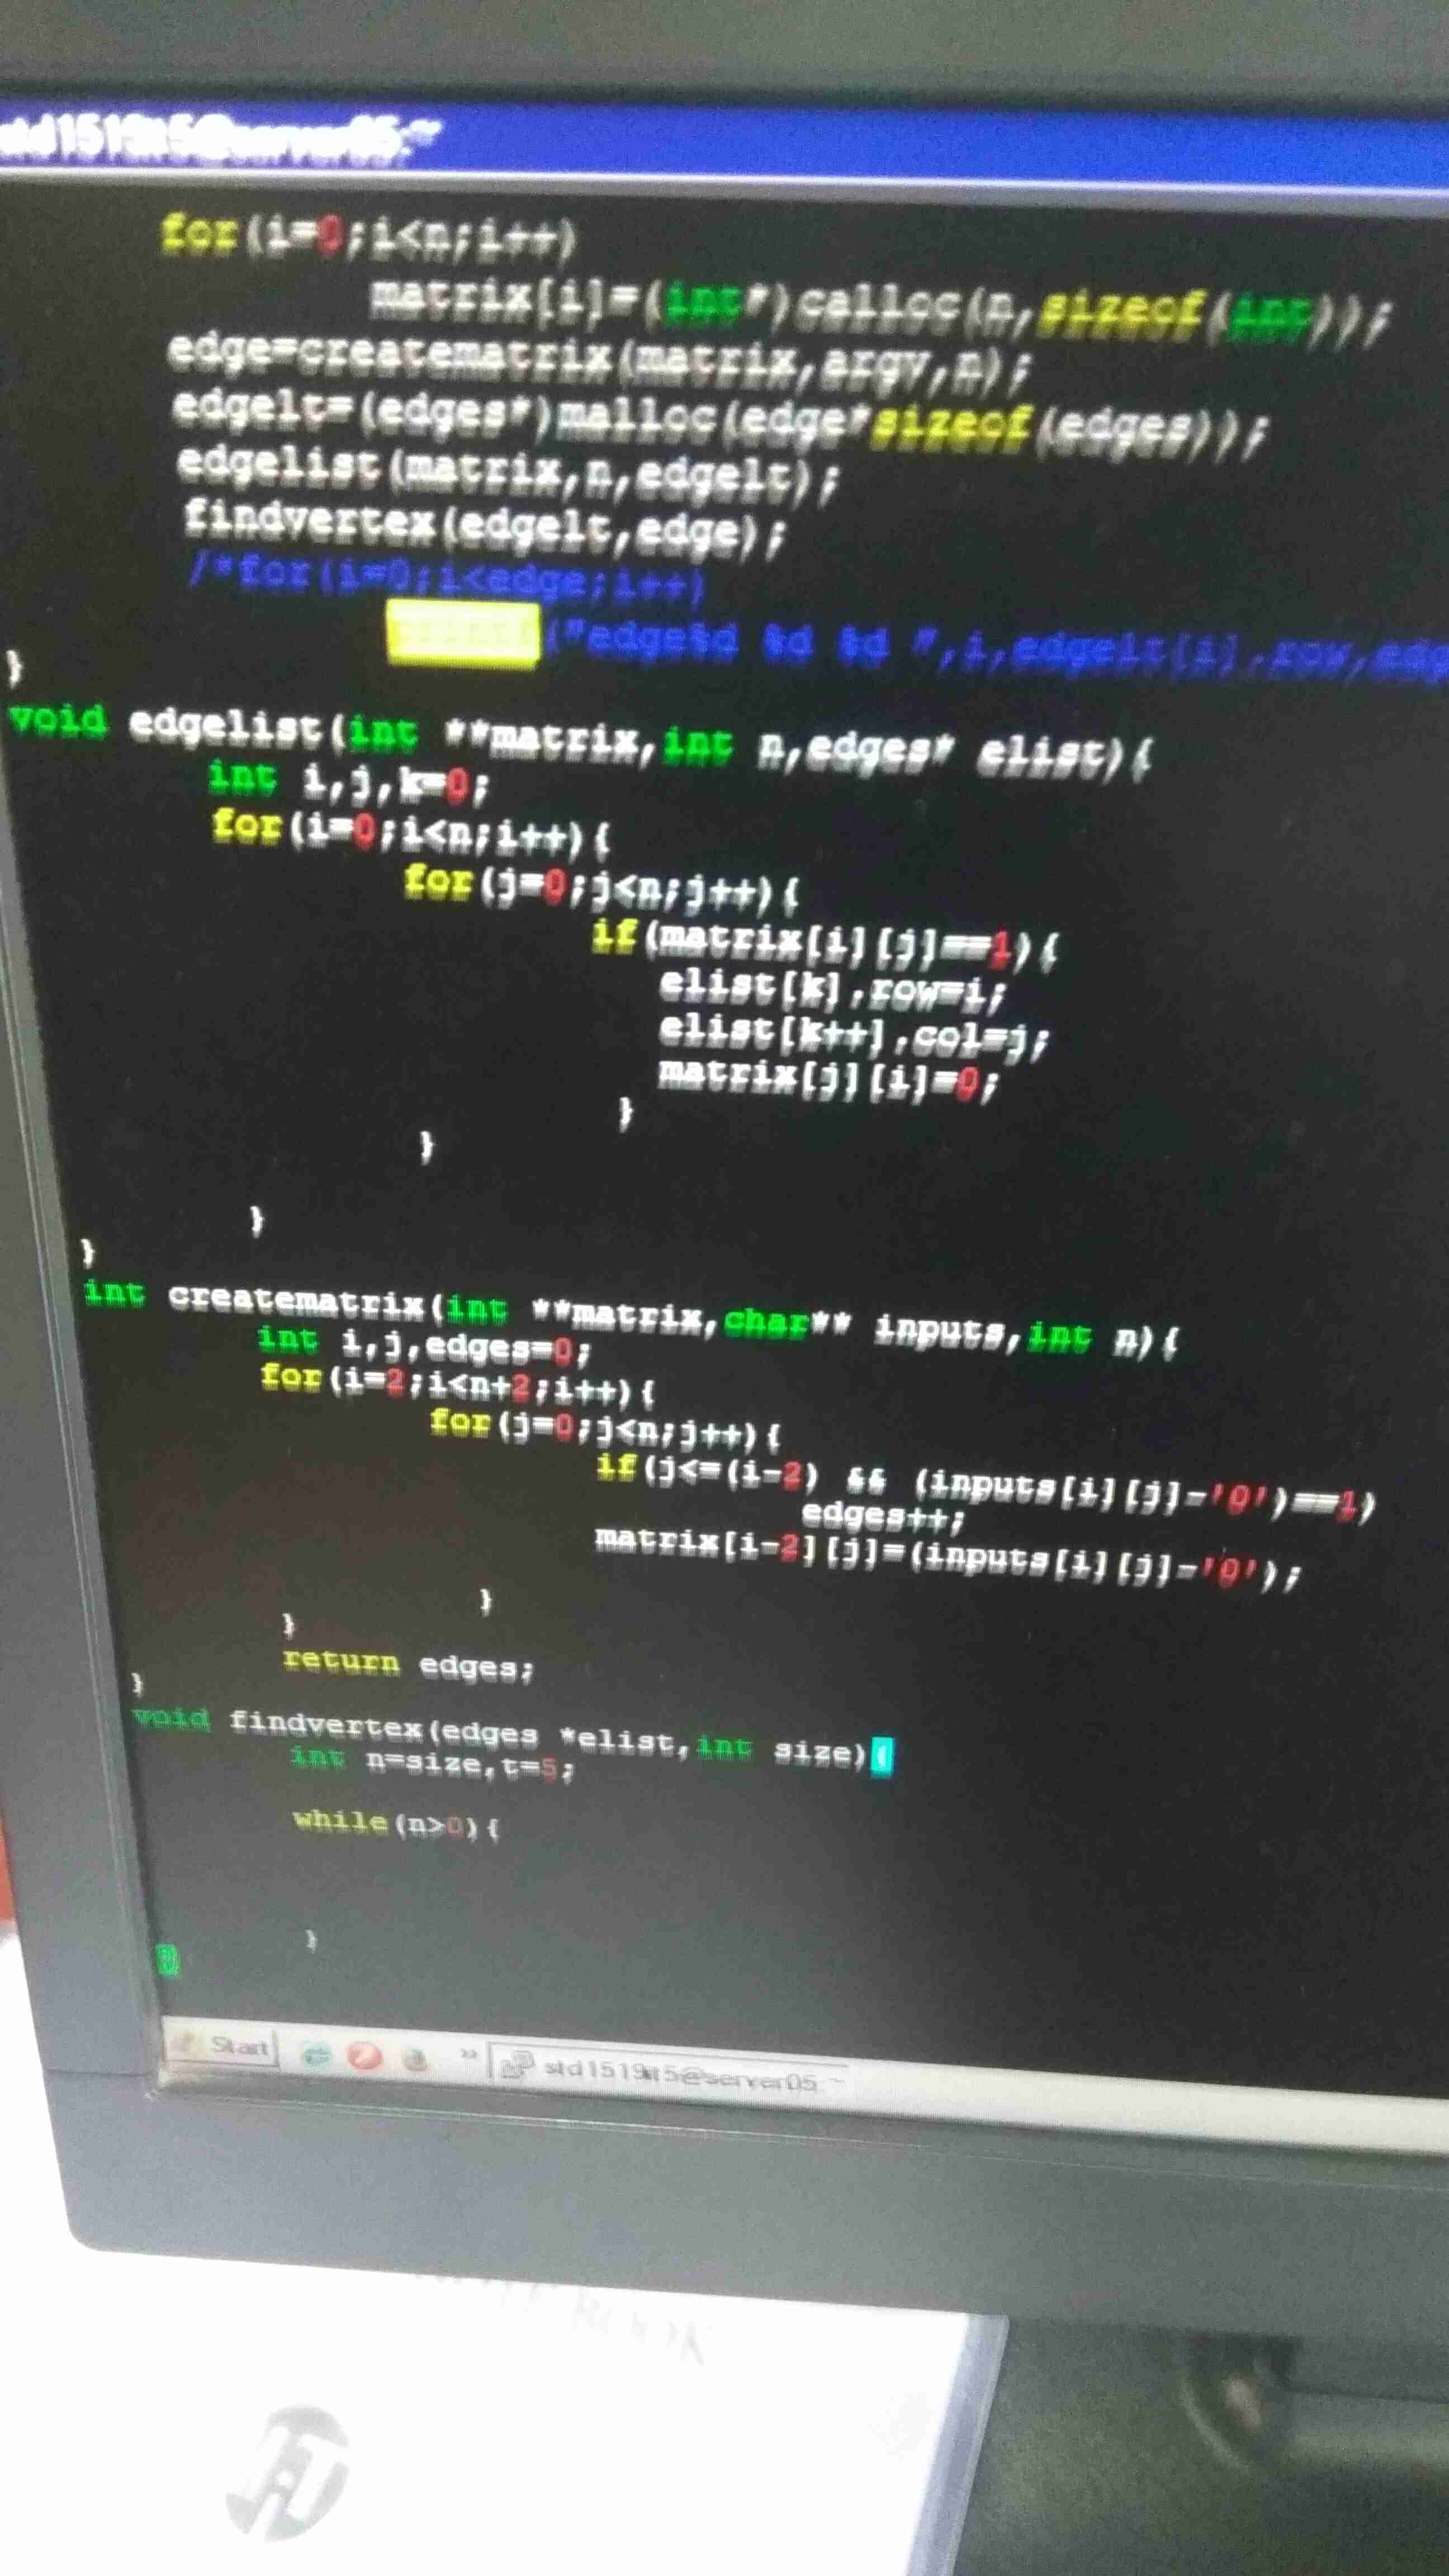 std1519t5@server05:~
for(i=0;i<n;i++)
matrix[i]=(int*)calloc(n,sizeof(int));
edge=creatematrix(matrix,argv,n);
edgelt=(edges*)malloc(edge*sizeof(edges));
edgelist(matrix,n,edgelt);
findvertex(edgelt,edge);
/*for(i=0;i<edge;i++)
("edge%d %d %d ",i,edgelt[i].row,edg
}
void edgelist(int **matrix,int n,edges* elist){
int i,j,k=0;
for(i=0;i<n;i++){
for(j=0;j<n;j++){
if(matrix[i][j]==1){
elist[k].row=i;
elist[k++].col=j;
matrix[j][i]=0;
}
}
}
}
int creatematrix(int **matrix,char** inputs,int n){
int i,j,edges=0;
for(i=2;i<n+2;i++){
for(j=0;j<n;j++){
if(j<=(i-2) && (inputs[i][j]-'0')==1)
edges++;
matrix[i-2][j]=(inputs[i][j]-'0');
}
}
return edges;
}
void findvertex(edges *elist,int size){
int n=size,t=5;
while(n>0){
}
}
Start » std1519t5@server05:~
hp